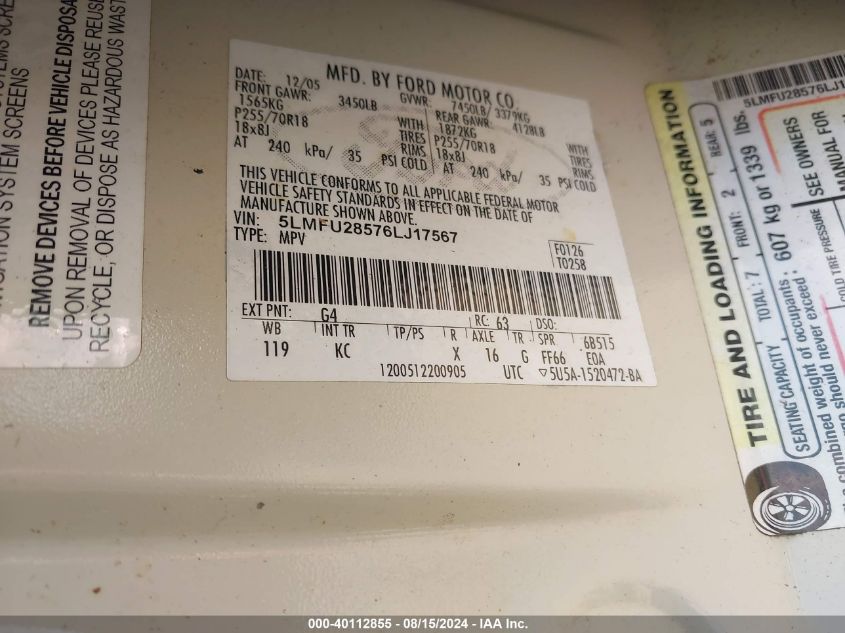 SYSTEMS SCREE
GATION SYSTEM SCREENS
REMOVE DEVICES BEFORE VEHICLE DISPOSA
UPON REMOVAL OF DEVICES PLEASE REUSE
RECYCLE, OR DISPOSE AS HAZARDOUS WAST
MFD. BY FORD MOTOR CO.
DATE: 12/05 GVWR: 7450LB/ 3379KG
FRONT GAWR: 3450LB REAR GAWR: 4128LB
1565KG WITH 1872KG WITH
P255/70R18 TIRES P255/70R18 TIRES
18x8J RIMS 18x8J RIMS
AT 240 kPa/ 35 PSI COLD AT 240 kPa/ 35 PSI COLD
THIS VEHICLE CONFORMS TO ALL APPLICABLE FEDERAL MOTOR
VEHICLE SAFETY STANDARDS IN EFFECT ON THE DATE OF
MANUFACTURE SHOWN ABOVE.
VIN: 5LMFU28576LJ17567
TYPE: MPV
F0126
T0258
EXT PNT: G4 RC: 63 DSO:
WB INT TR TP/PS R AXLE TR SPR 6B515
119 KC X 16 G FF66 E0A
1200512200905 UTC ▽5U5A-1520472-BA
5LMFU28576LJ17
TIRE AND LOADING INFORMATION
SEATING CAPACITY TOTAL: 7 FRONT: 2 REAR: 5
combined weight of occupants: 607 kg or 1339 lbs.
should never exceed:
COLD TIRE PRESSURE
SEE OWNERS
MANUAL FOR
000-40112855 - 08/15/2024 - IAA Inc.